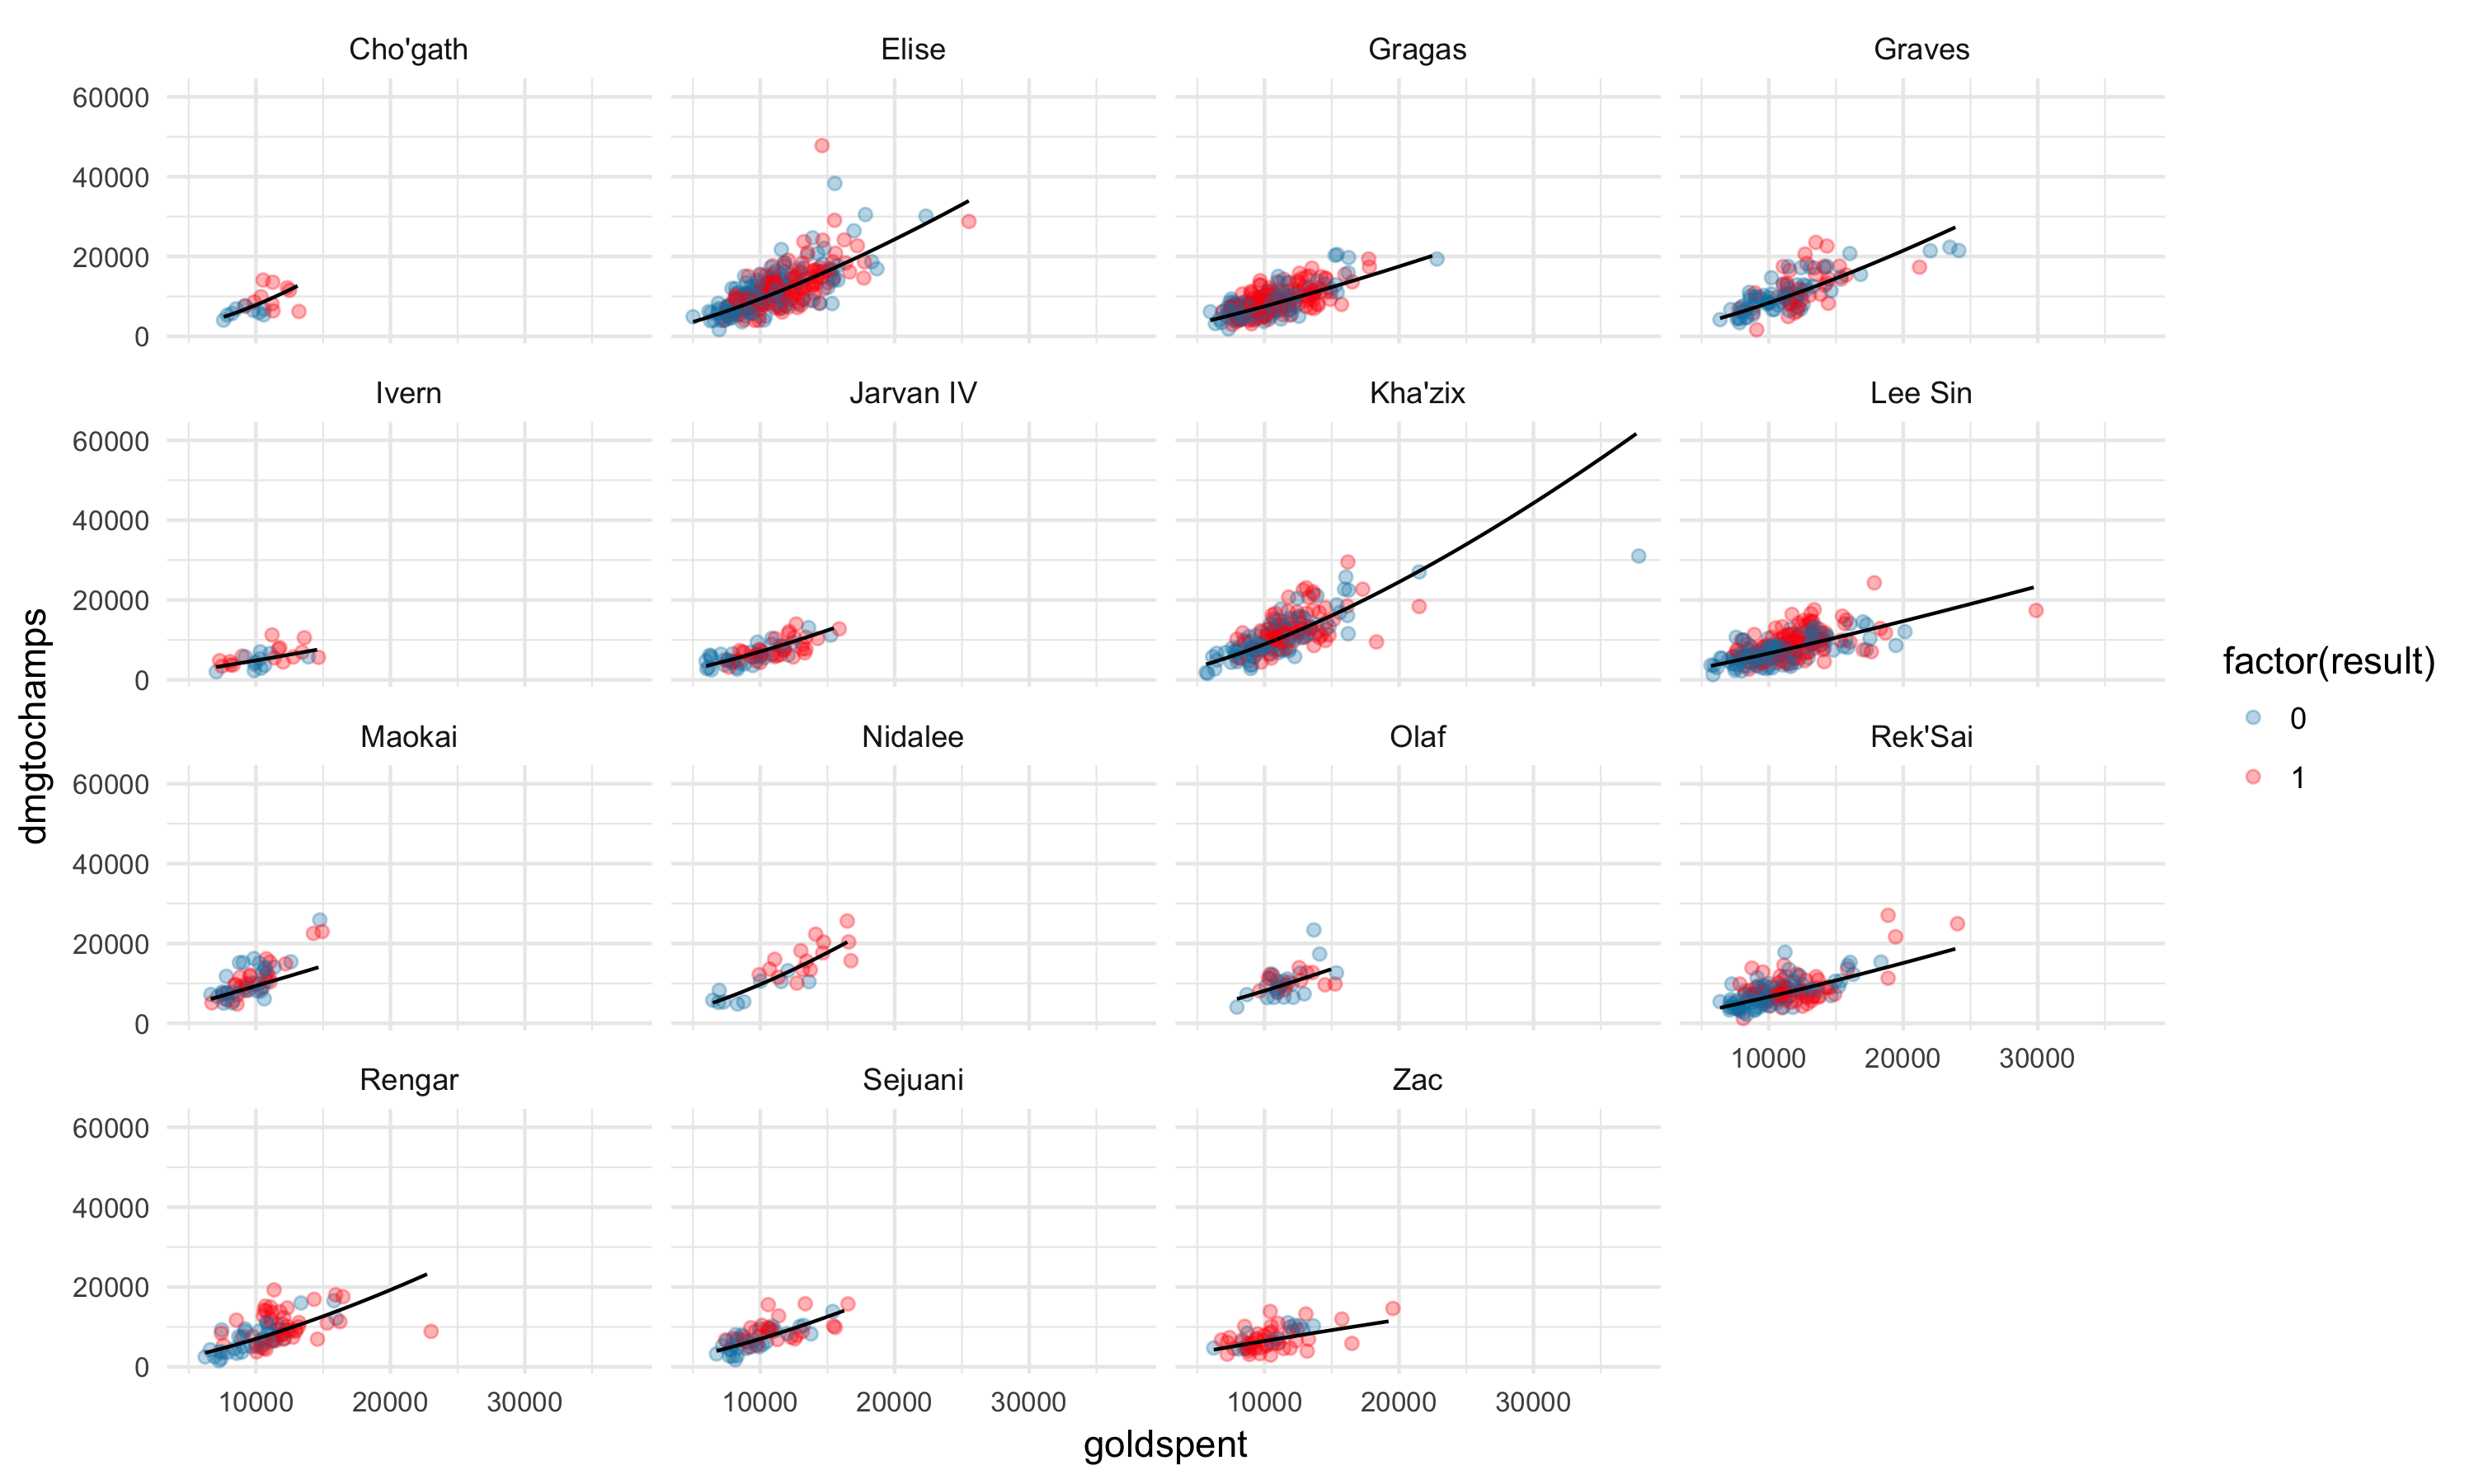 Cho'gath Elise Gragas Graves
60000
40000
20000
0
Ivern Jarvan IV Kha'zix Lee Sin
60000
40000
20000
0
Maokai Nidalee Olaf Rek'Sai
60000
40000
20000
0
10000 20000 30000
Rengar Sejuani Zac
60000
40000
20000
0
10000 20000 30000 10000 20000 30000 10000 20000 30000
goldspent
dmgtochamps
factor(result)
0
1